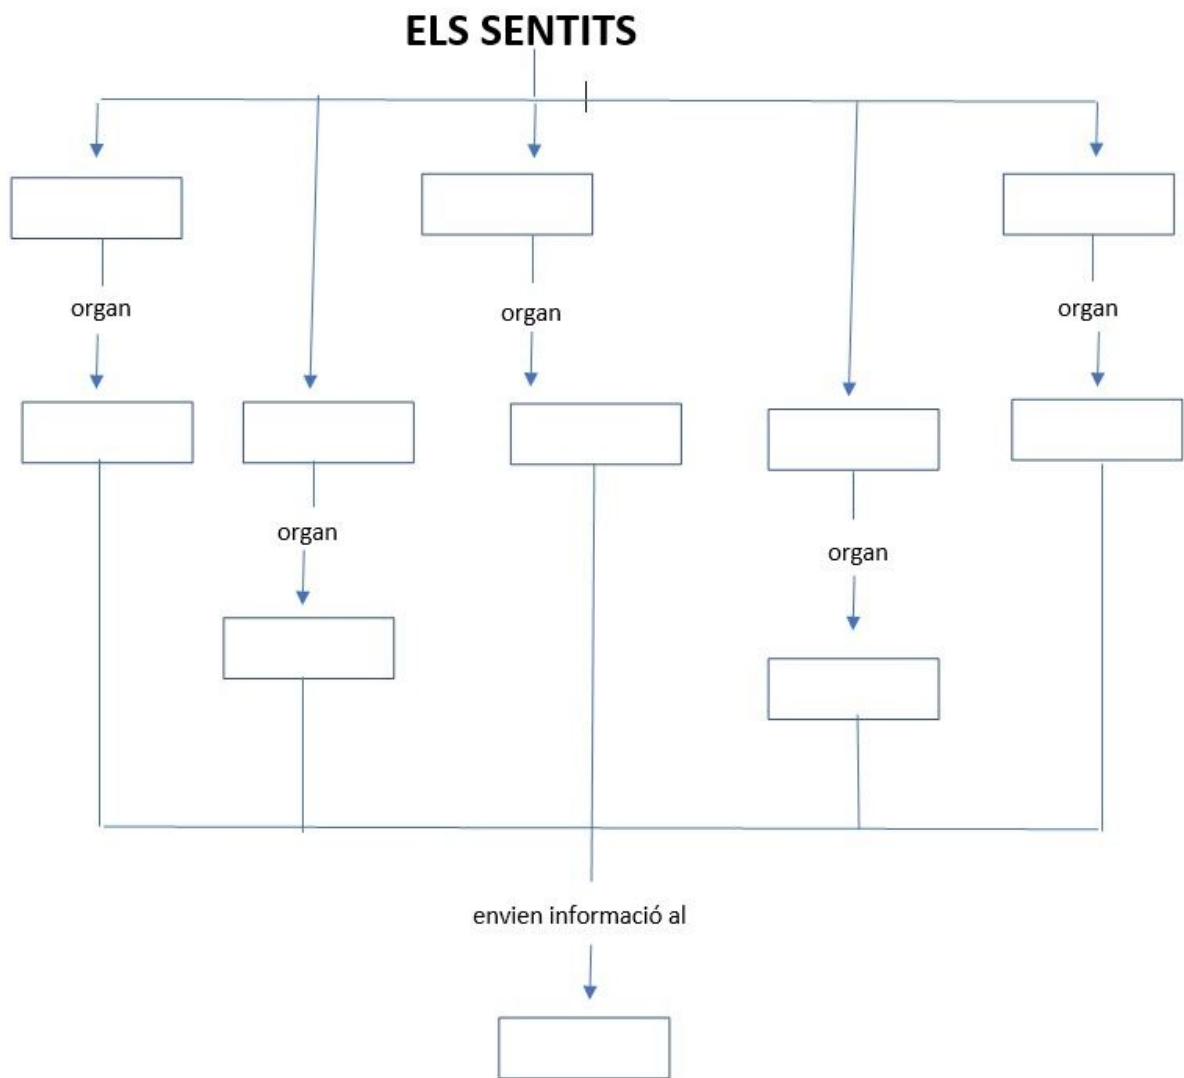 ELS SENTITS
organ
organ
organ
organ
organ
envien informació al